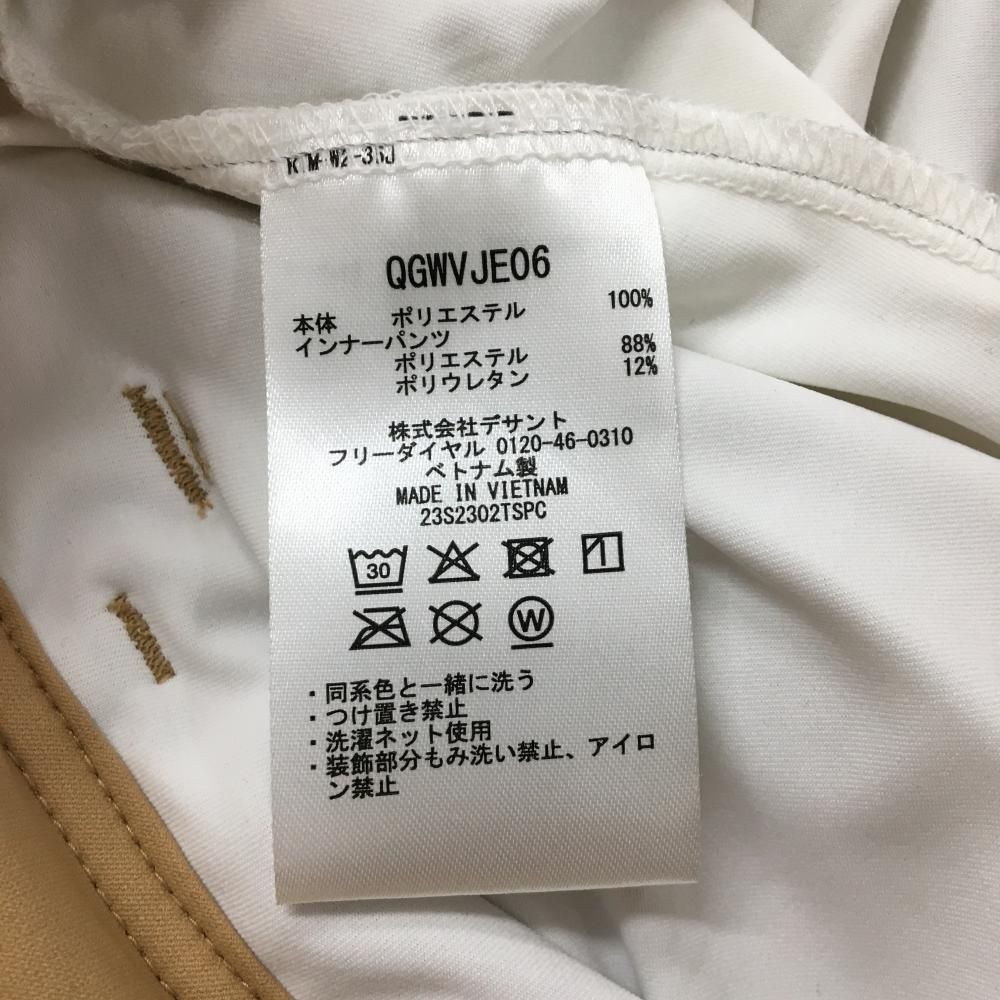 QGWVJE06
本体 ポリエステル 100%
インナーパンツ
ポリエステル 88%
ポリウレタン 12%
株式会社デサント
フリーダイヤル 0120-46-0310
ベトナム製
MADE IN VIETNAM
23S2302TSPC
30
W
・同系色と一緒に洗う
・つけ置き禁止
・洗濯ネット使用
・装飾部分もみ洗い禁止、アイロ
ン禁止